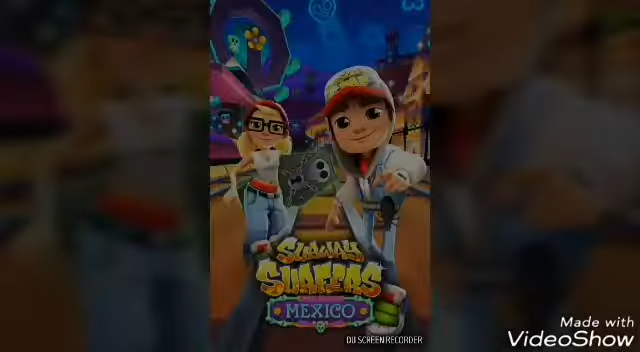 SUBWAY
SURFERS
MEXICO
DU SCREEN RECORDER
Made with
VideoShow